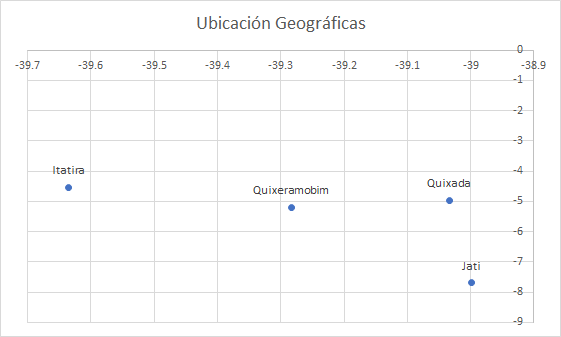 Ubicación Geográficas
0
-39.7 -39.6 -39.5 -39.4 -39.3 -39.2 -39.1 -39 -38.9
-1
-2
-3
-4
Itatira
Quixada
Quixeramobim
-5
-6
Jati
-7
-8
-9